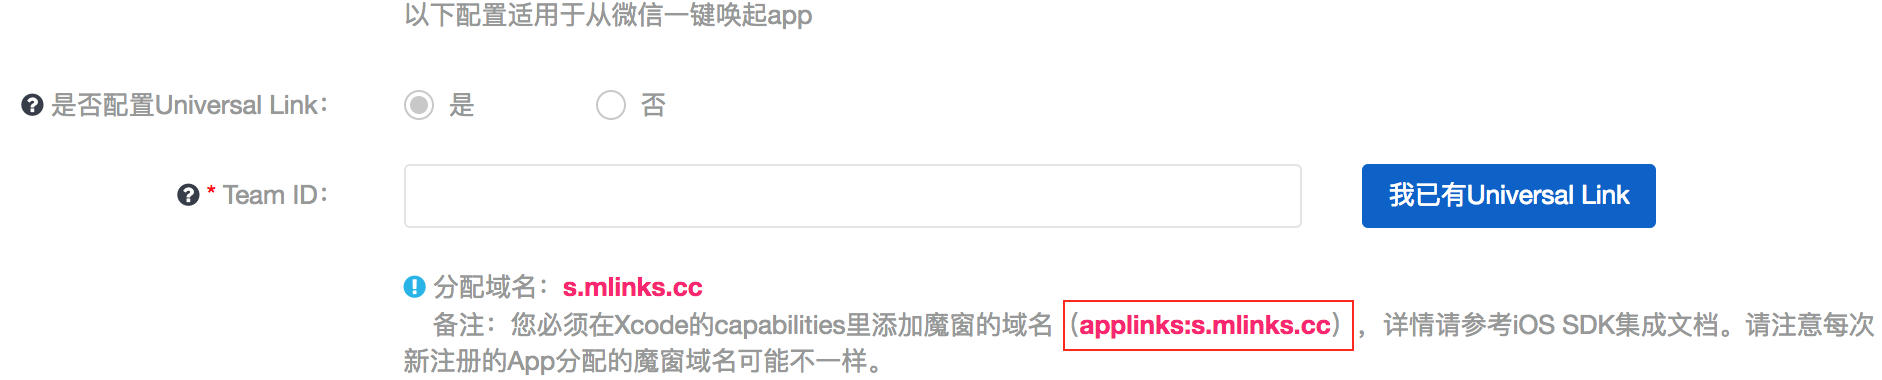 以下配置适用于从微信一键唤起app
是否配置Universal Link： 是 否
* Team ID： 我已有Universal Link
分配域名：s.mlinks.cc
备注：您必须在Xcode的capabilities里添加魔窗的域名（applinks:s.mlinks.cc），详情请参考iOS SDK集成文档。请注意每次
新注册的App分配的魔窗域名可能不一样。